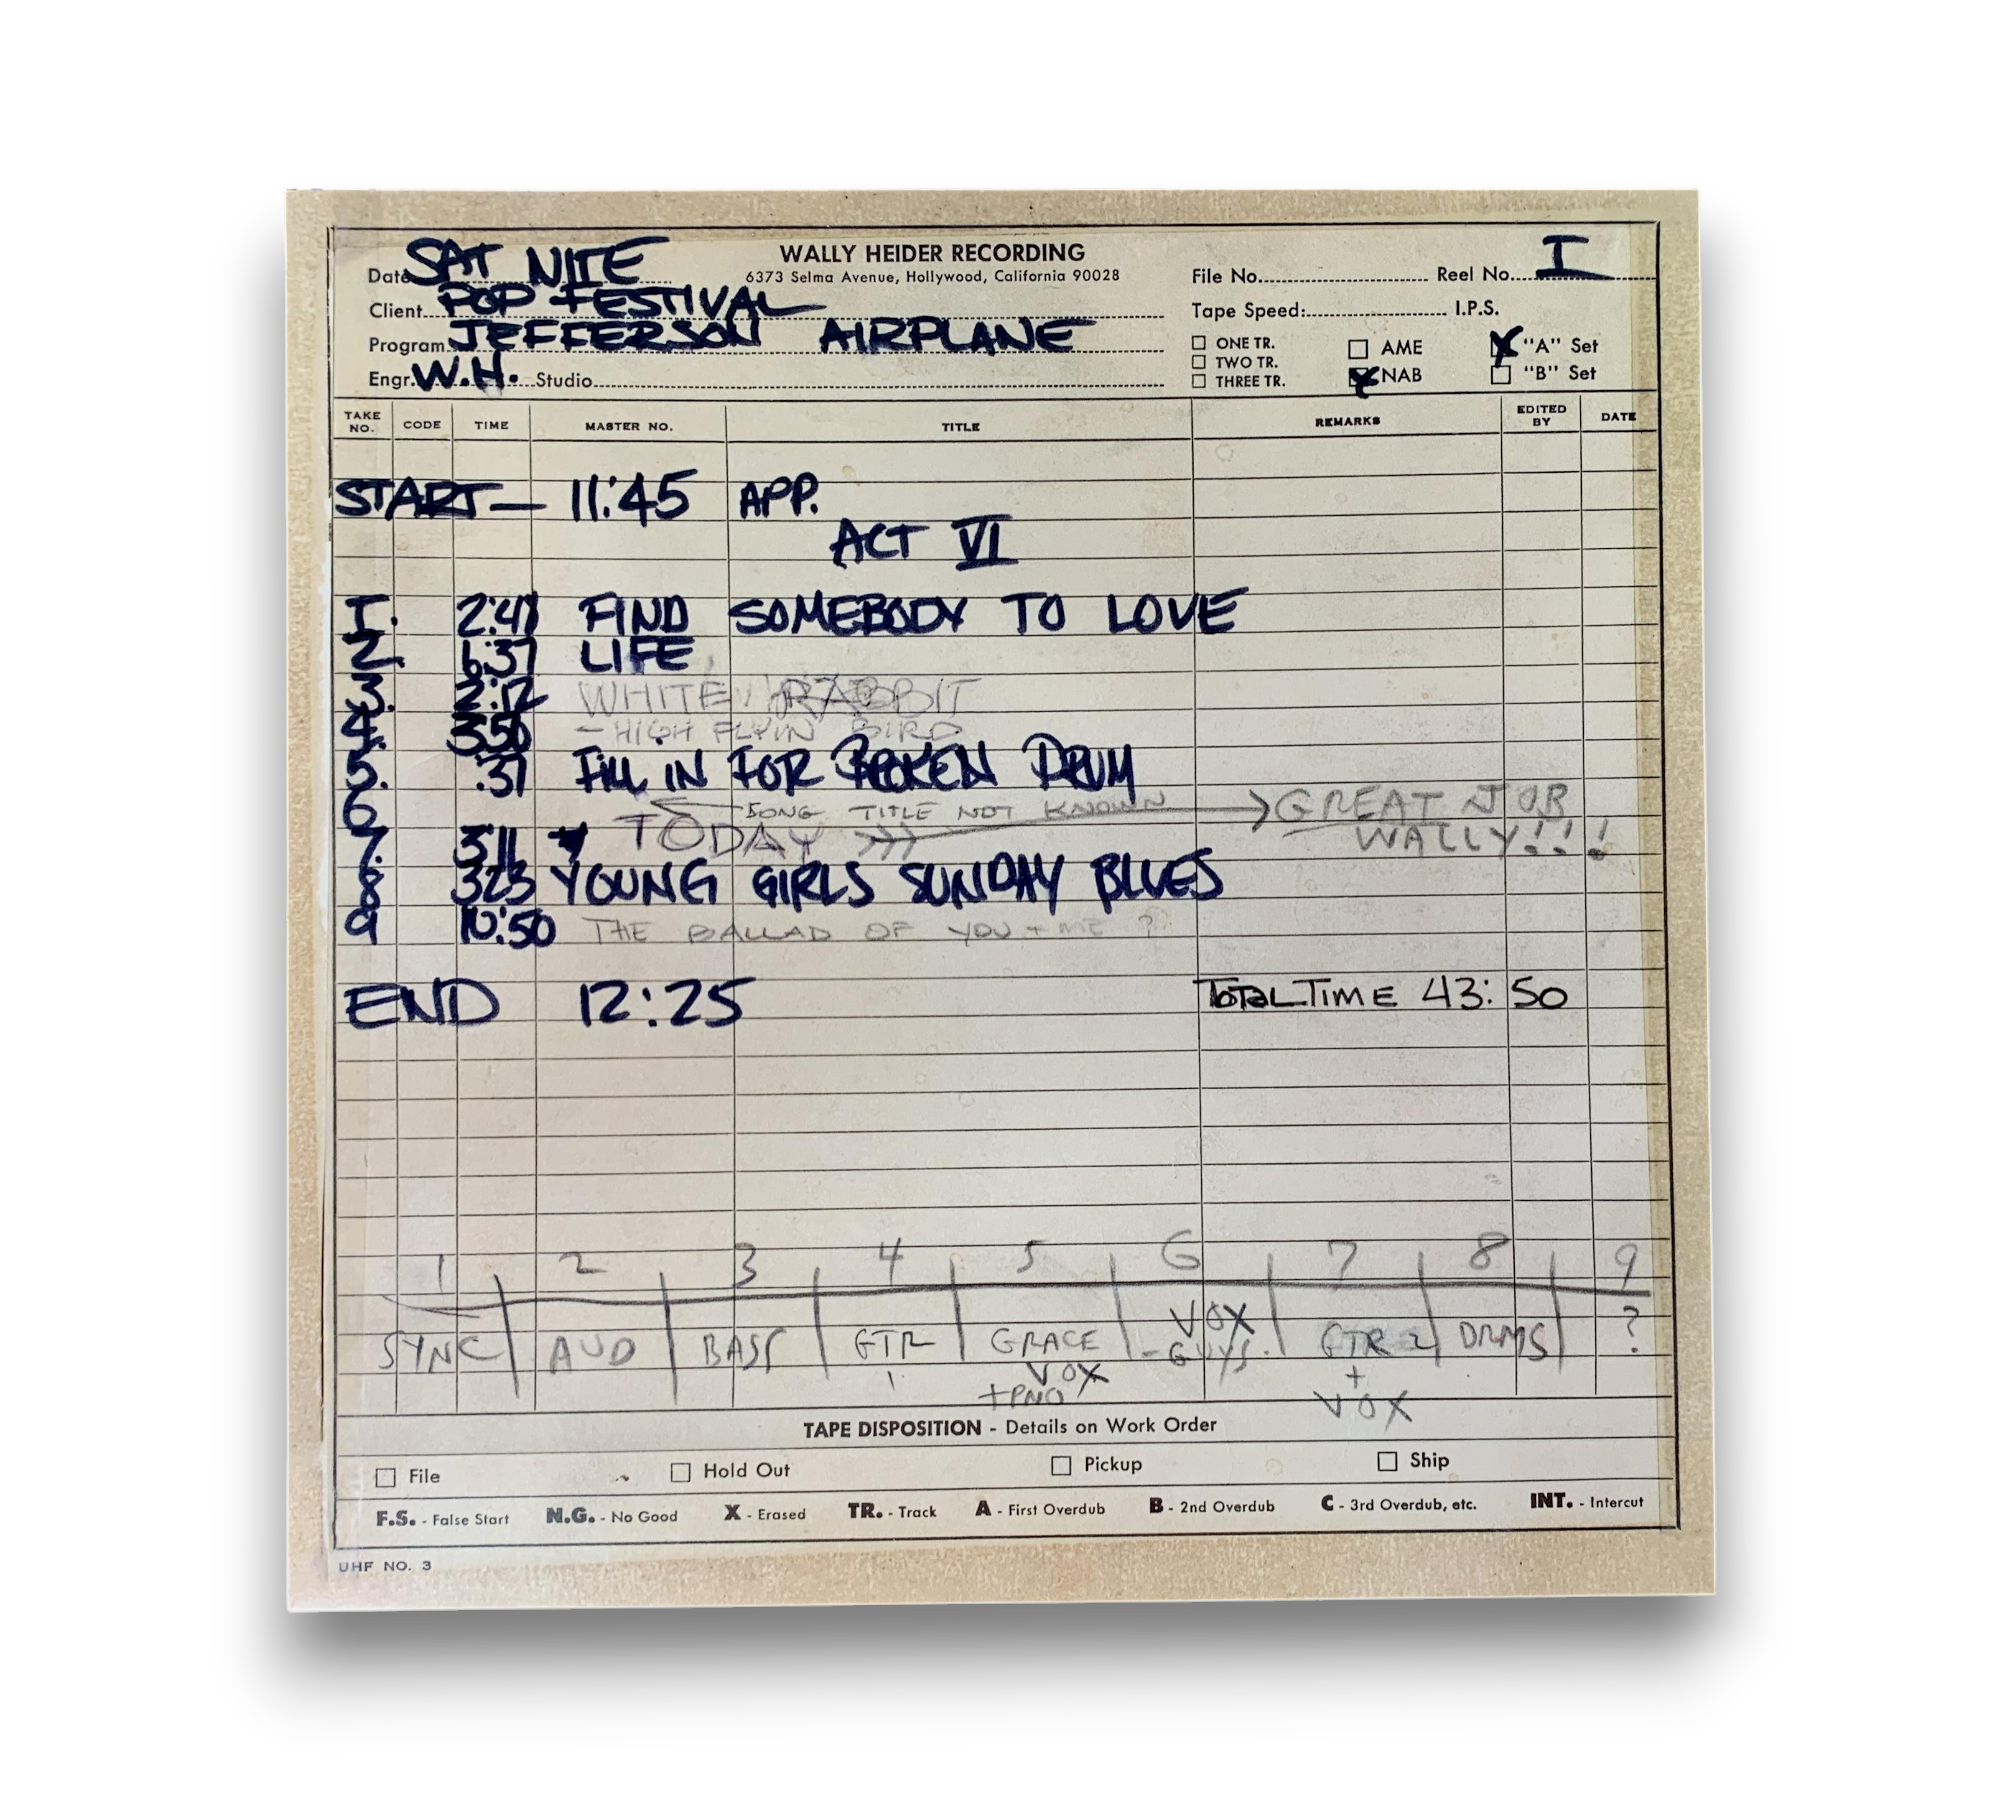 WALLY HEIDER RECORDING
6373 Selma Avenue, Hollywood, California 90028
Date SAT NITE
Client POP FESTIVAL
Program JEFFERSON AIRPLANE
Engr. W.H. Studio
File No. Reel No. I
Tape Speed: I.P.S.
ONE TR. AME "A" Set
TWO TR.
THREE TR. NAB "B" Set
TAKE NO. CODE TIME MASTER NO. TITLE REMARKS EDITED BY DATE
START — 11:45 APP.
ACT VI
1. 2:41 FIND SOMEBODY TO LOVE
2. 6:37 LIFE
3. 2:12 WHITE RABBIT
4. 3:50 - HIGH FLYIN BIRD
5. :31 FILL IN FOR BROKEN DRUM
6 SONG TITLE NOT KNOWN → GREAT JOB
TODAY >>> WALLY!!!
7. 3:11
8 323 YOUNG GIRLS SUNDAY BLUES
9 10:50 THE BALLAD OF YOU + ME ?
END 12:25 TOTAL TIME 43:50
1 2 3 4 5 6 7 8 9
SYNC AUD BASS GTR 1 GRACE VOX +PNO VOX -GUYS- GTR 2 + VOX DRMS ?
TAPE DISPOSITION - Details on Work Order
File Hold Out Pickup Ship
F.S. - False Start N.G. - No Good X - Erased TR. - Track A - First Overdub B - 2nd Overdub C - 3rd Overdub, etc. INT. - Intercut
UHF NO. 3